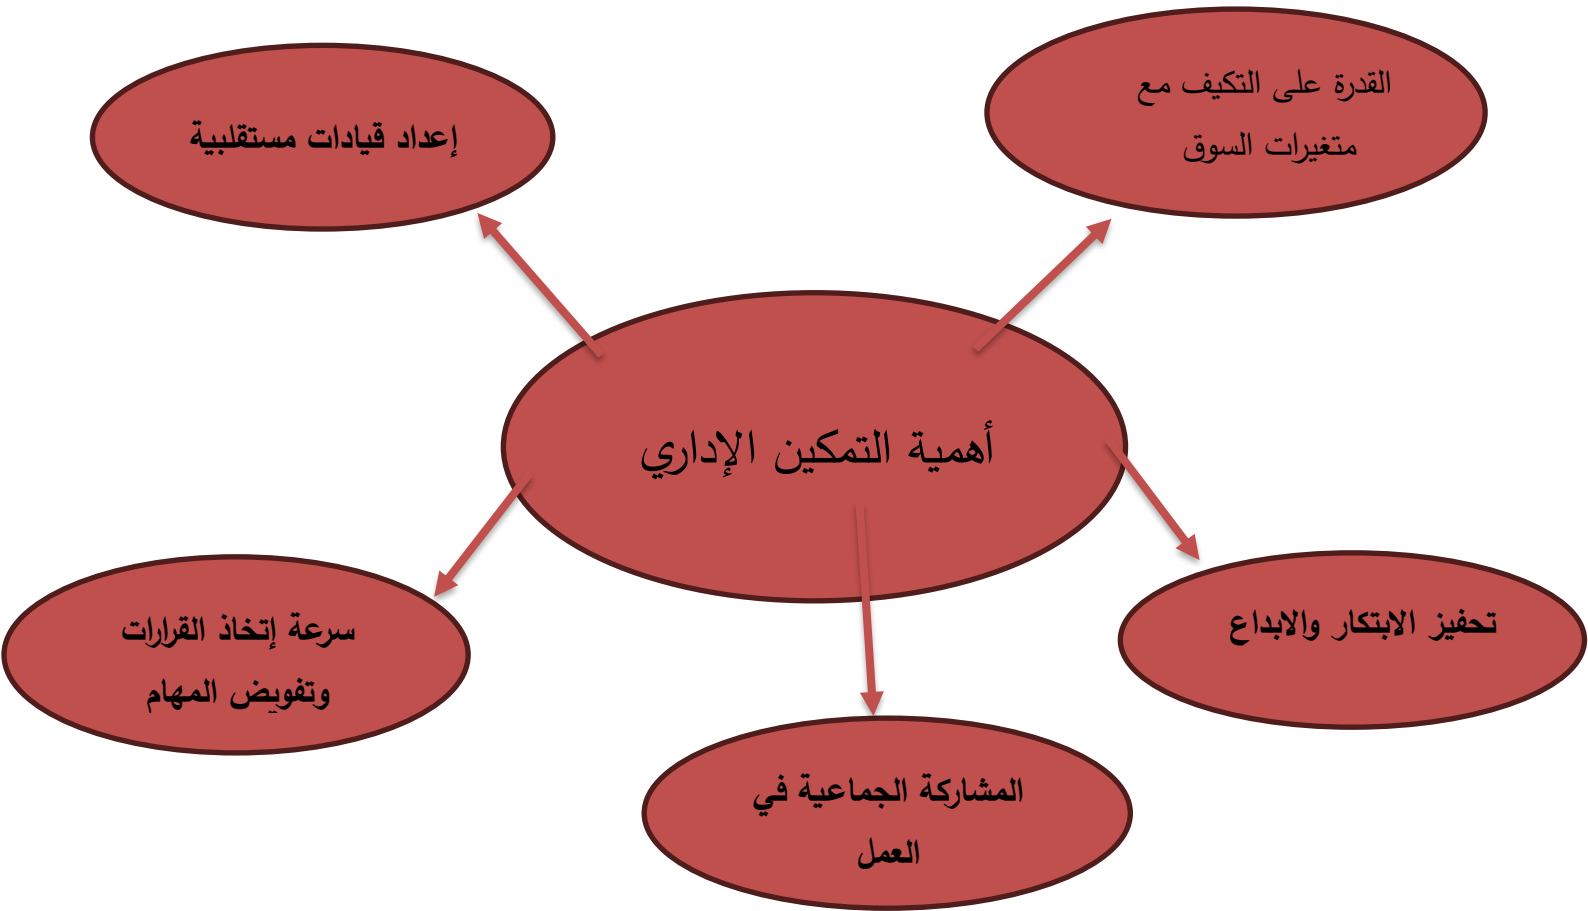 القدرة على التكيف مع
متغيرات السوق
إعداد قيادات مستقلبية
أهمية التمكين الإداري
تحفيز الابتكار والابداع
سرعة إتخاذ القرارات
وتفويض المهام
المشاركة الجماعية في
العمل